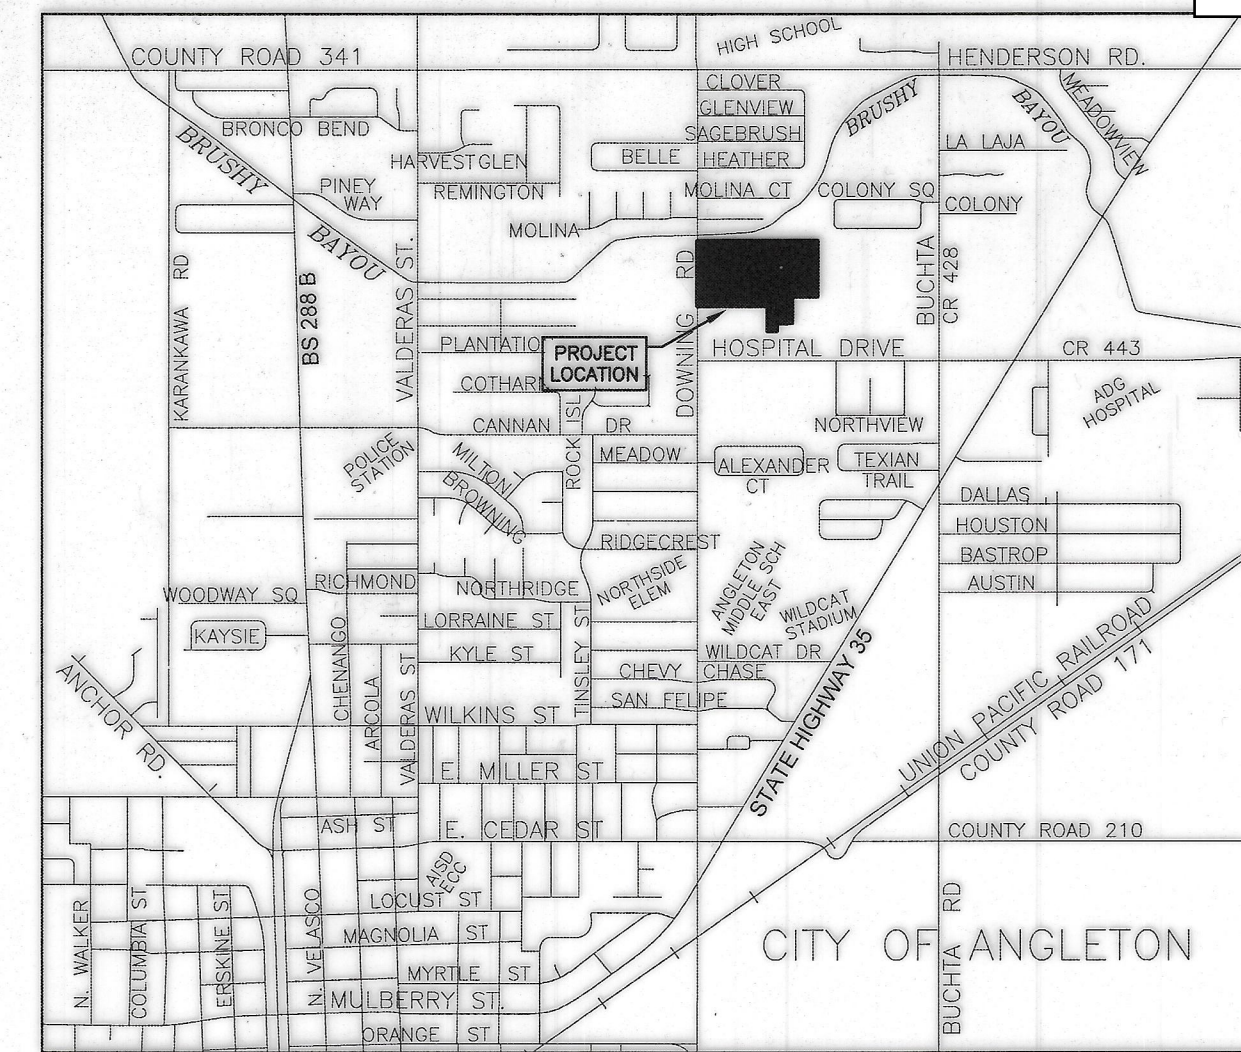 HIGH SCHOOL
COUNTY ROAD 341
HENDERSON RD.
CLOVER
GLENVIEW
SAGEBRUSH
HEATHER
BELLE
BRUSHY
BAYOU
MEADOWVIEW
BRONCO BEND
BRUSHY
BAYOU
LA LAJA
HARVEST GLEN
REMINGTON
PINEY
WAY
MOLINA CT
COLONY SQ
COLONY
MOLINA
KARANKAWA RD
BS 288 B
VALDERAS ST.
DOWNING RD
BUCHTA
CR 428
PLANTATIO
PROJECT
LOCATION
HOSPITAL DRIVE
CR 443
COTHAR
ROCK ISL
ADG
HOSPITAL
CANNAN DR
NORTHVIEW
POLICE
STATION
MILTON
BROWNING
MEADOW
ALEXANDER
CT
TEXIAN
TRAIL
DALLAS
HOUSTON
BASTROP
AUSTIN
RIDGECREST
NORTHSIDE
ELEM
ANGLETON
MIDDLE SCH
EAST
WILDCAT
STADIUM
WOODWAY SQ
RICHMOND
NORTHRIDGE
KAYSIE
CHENANGO
LORRAINE ST
KYLE ST
TINSLEY ST
WILDCAT DR
CHEVY CHASE
SAN FELIPE
STATE HIGHWAY 35
UNION PACIFIC RAILROAD
COUNTY ROAD 171
ANCHOR RD.
ARCOLA
VALDERAS ST
WILKINS ST
E. MILLER ST
ASH ST
E. CEDAR ST
COUNTY ROAD 210
AISD
ECC
LOCUST ST
N. WALKER
COLUMBIA ST
ERSKINE ST.
N. VELASCO
MAGNOLIA ST
MYRTLE ST
MULBERRY ST.
ORANGE ST
CITY OF ANGLETON
BUCHTA RD